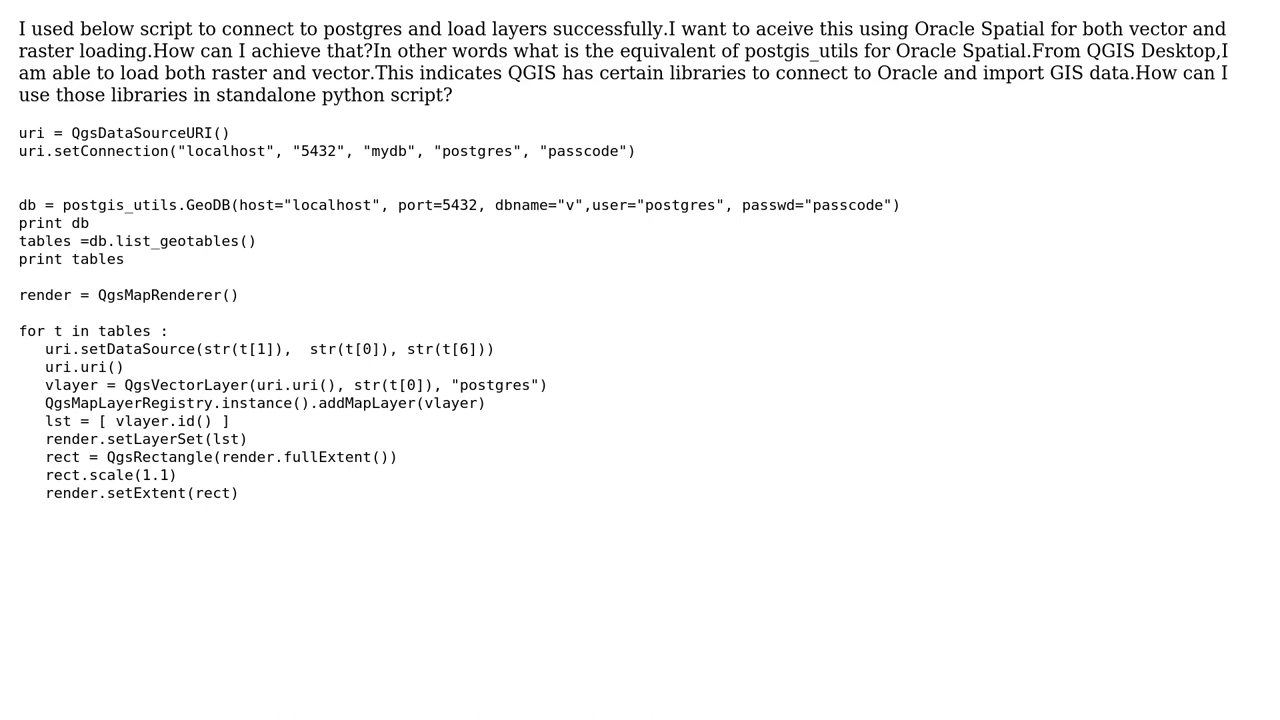 I used below script to connect to postgres and load layers successfully.I want to aceive this using Oracle Spatial for both vector and
raster loading.How can I achieve that?In other words what is the equivalent of postgis_utils for Oracle Spatial.From QGIS Desktop,I
am able to load both raster and vector.This indicates QGIS has certain libraries to connect to Oracle and import GIS data.How can I
use those libraries in standalone python script?
uri = QgsDataSourceURI()
uri.setConnection("localhost", "5432", "mydb", "postgres", "passcode")
db = postgis_utils.GeoDB(host="localhost", port=5432, dbname="v",user="postgres", passwd="passcode")
print db
tables =db.list_geotables()
print tables
render = QgsMapRenderer()
for t in tables :
   uri.setDataSource(str(t[1]),  str(t[0]), str(t[6]))
   uri.uri()
   vlayer = QgsVectorLayer(uri.uri(), str(t[0]), "postgres")
   QgsMapLayerRegistry.instance().addMapLayer(vlayer)
   lst = [ vlayer.id() ]
   render.setLayerSet(lst)
   rect = QgsRectangle(render.fullExtent())
   rect.scale(1.1)
   render.setExtent(rect)